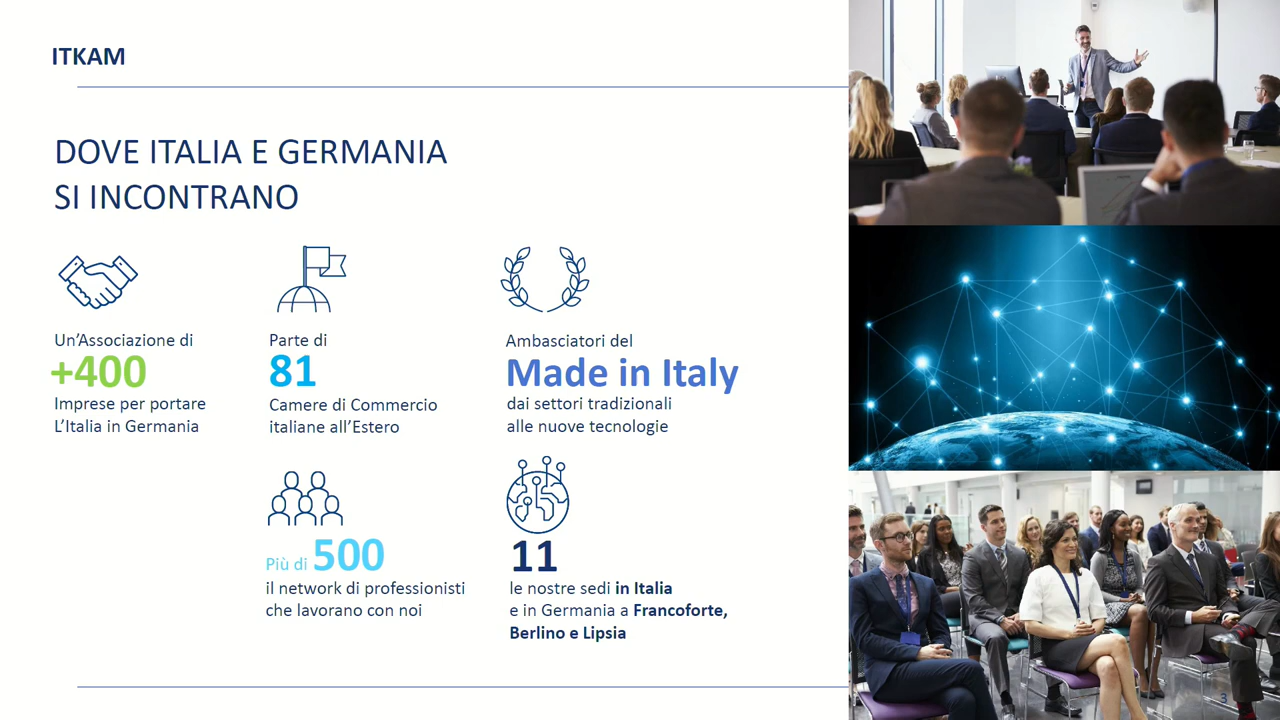 ITKAM
DOVE ITALIA E GERMANIA
SI INCONTRANO
Un’Associazione di
+400
Imprese per portare
L’Italia in Germania
Parte di
81
Camere di Commercio
italiane all’Estero
Ambasciatori del
Made in Italy
dai settori tradizionali
alle nuove tecnologie
Più di 500
il network di professionisti
che lavorano con noi
11
le nostre sedi in Italia
e in Germania a Francoforte,
Berlino e Lipsia
3